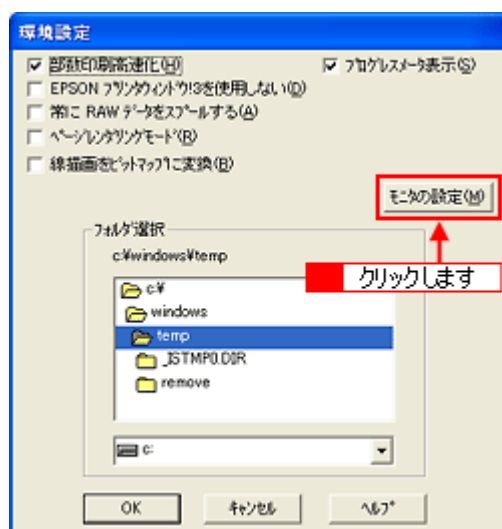 環境設定
部数印刷高速化(H)
プログレスメータ表示(S)
EPSON プリンタウィンドウ!3を使用しない(D)
常に RAW データをスプールする(A)
ページレンダリングモード(R)
線描画をビットマップに変換(B)
モニタの設定(M)
フォルダ選択
c:¥windows¥temp
クリックします
c:¥
windows
temp
_ISTMP0.DIR
remove
c:
OK
キャンセル
ヘルプ